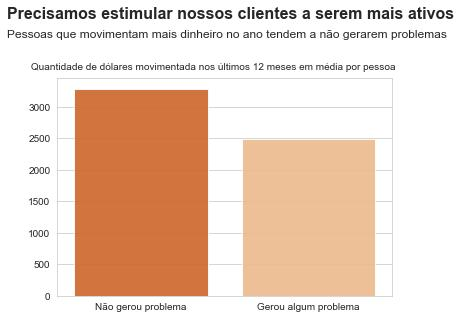 Precisamos estimular nossos clientes a serem mais ativos
Pessoas que movimentam mais dinheiro no ano tendem a não gerarem problemas
Quantidade de dólares movimentada nos últimos 12 meses em média por pessoa
3000
2500
2000
1500
1000
500
0
Não gerou problema
Gerou algum problema